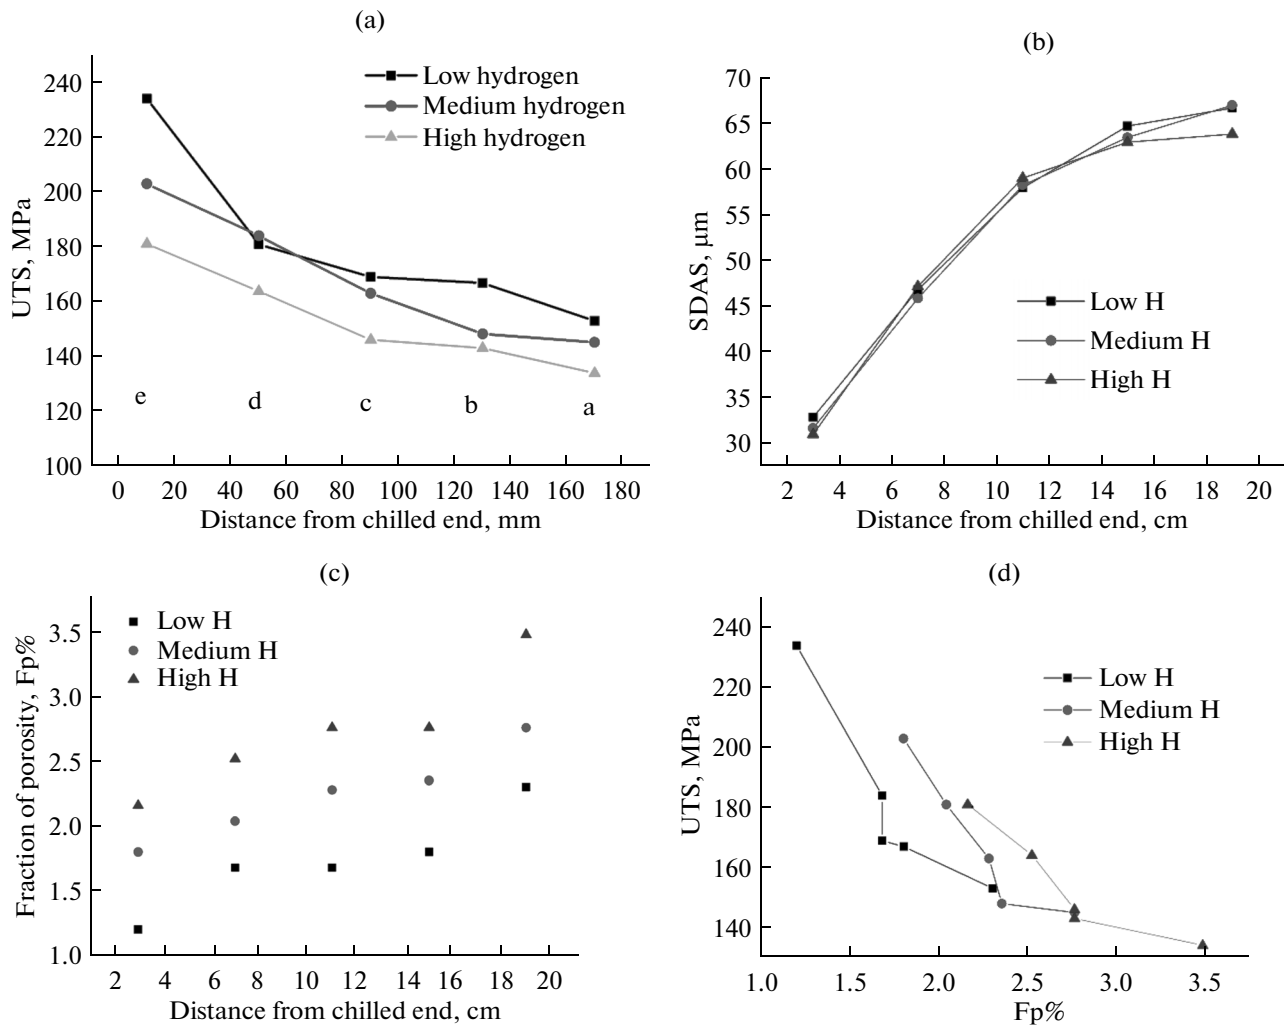 (a)
UTS, MPa
240
220
200
180
160
140
120
100
Low hydrogen
Medium hydrogen
High hydrogen
e
d
c
b
a
0 20 40 60 80 100 120 140 160 180
Distance from chilled end, mm
(b)
SDAS, μm
70
65
60
55
50
45
40
35
30
Low H
Medium H
High H
2 4 6 8 10 12 14 16 18 20
Distance from chilled end, cm
(c)
Fraction of porosity, Fp%
3.5
3.0
2.5
2.0
1.5
1.0
Low H
Medium H
High H
2 4 6 8 10 12 14 16 18 20
Distance from chilled end, cm
(d)
UTS, MPa
240
220
200
180
160
140
Low H
Medium H
High H
1.0 1.5 2.0 2.5 3.0 3.5
Fp%